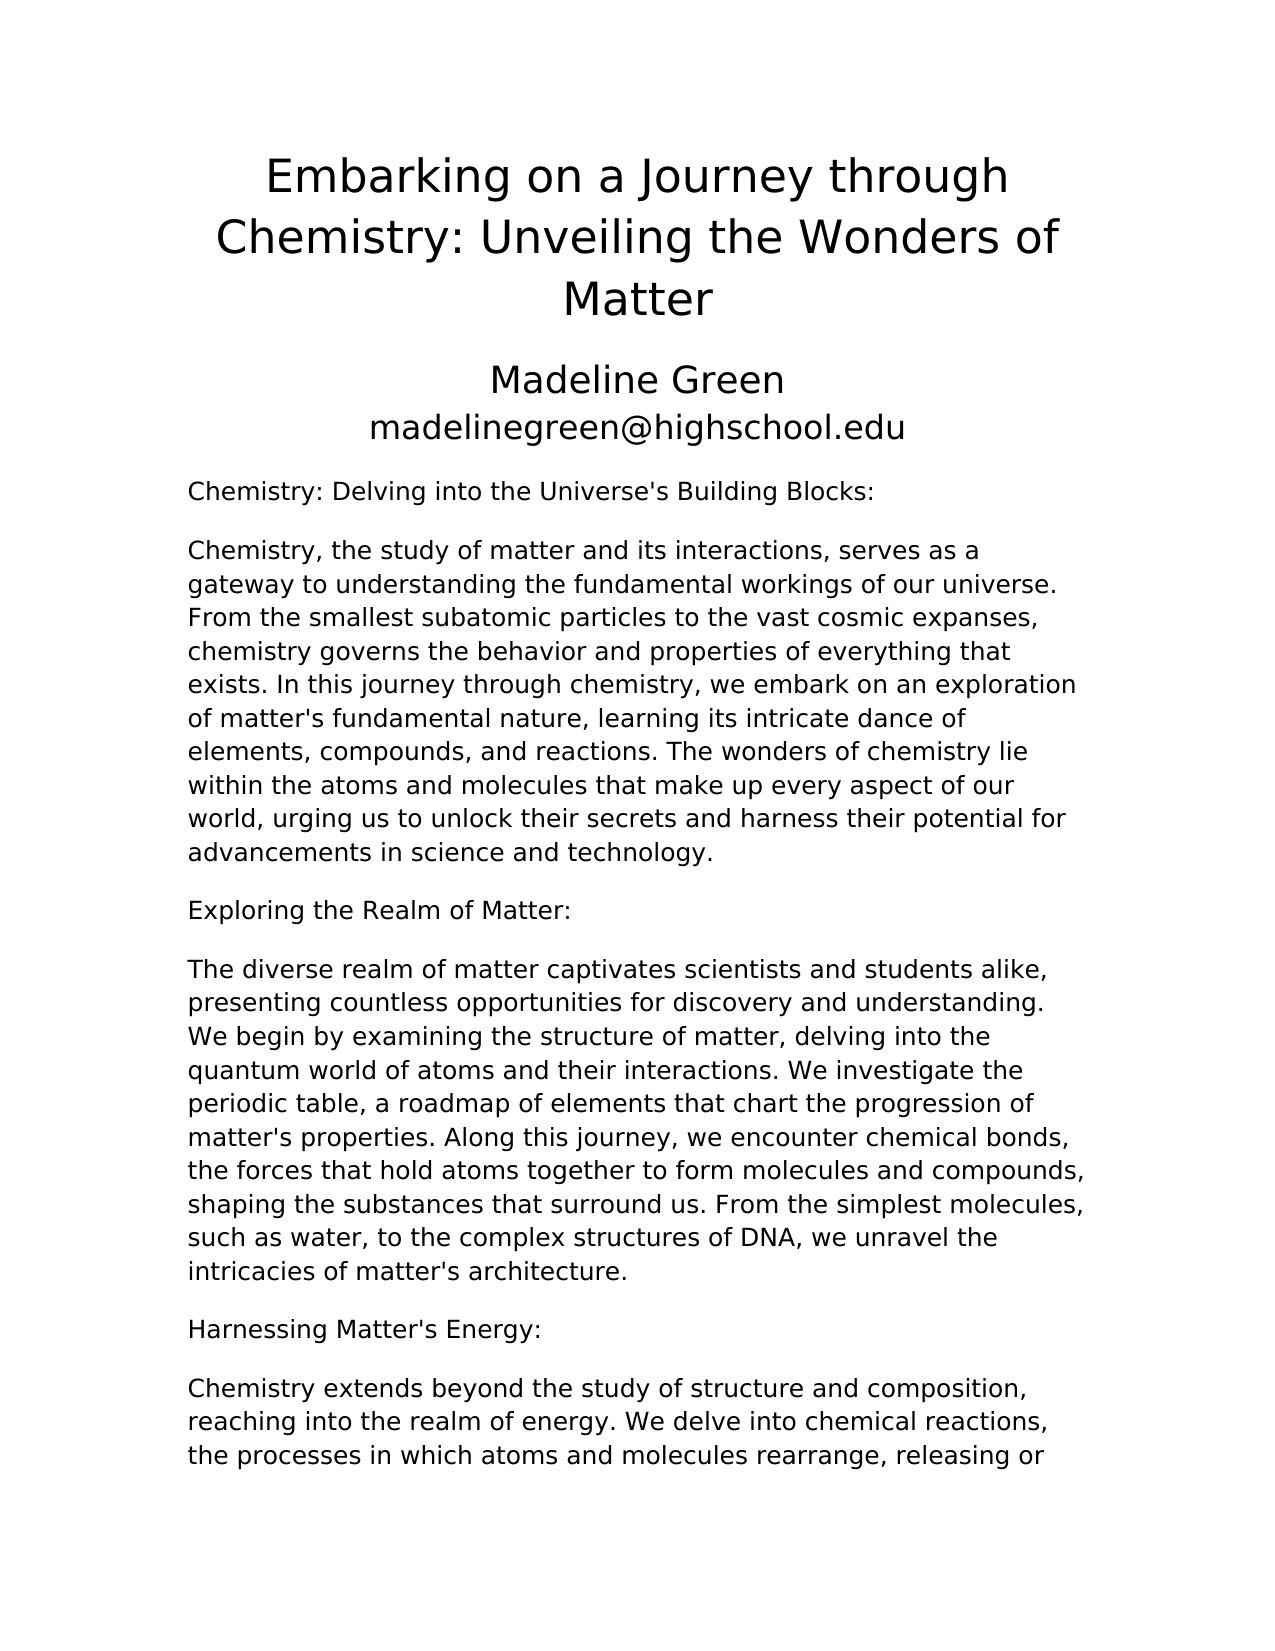 Embarking on a Journey through
Chemistry: Unveiling the Wonders of
Matter
Madeline Green
madelinegreen@highschool.edu
Chemistry: Delving into the Universe's Building Blocks:
Chemistry, the study of matter and its interactions, serves as a
gateway to understanding the fundamental workings of our universe.
From the smallest subatomic particles to the vast cosmic expanses,
chemistry governs the behavior and properties of everything that
exists. In this journey through chemistry, we embark on an exploration
of matter's fundamental nature, learning its intricate dance of
elements, compounds, and reactions. The wonders of chemistry lie
within the atoms and molecules that make up every aspect of our
world, urging us to unlock their secrets and harness their potential for
advancements in science and technology.
Exploring the Realm of Matter:
The diverse realm of matter captivates scientists and students alike,
presenting countless opportunities for discovery and understanding.
We begin by examining the structure of matter, delving into the
quantum world of atoms and their interactions. We investigate the
periodic table, a roadmap of elements that chart the progression of
matter's properties. Along this journey, we encounter chemical bonds,
the forces that hold atoms together to form molecules and compounds,
shaping the substances that surround us. From the simplest molecules,
such as water, to the complex structures of DNA, we unravel the
intricacies of matter's architecture.
Harnessing Matter's Energy:
Chemistry extends beyond the study of structure and composition,
reaching into the realm of energy. We delve into chemical reactions,
the processes in which atoms and molecules rearrange, releasing or